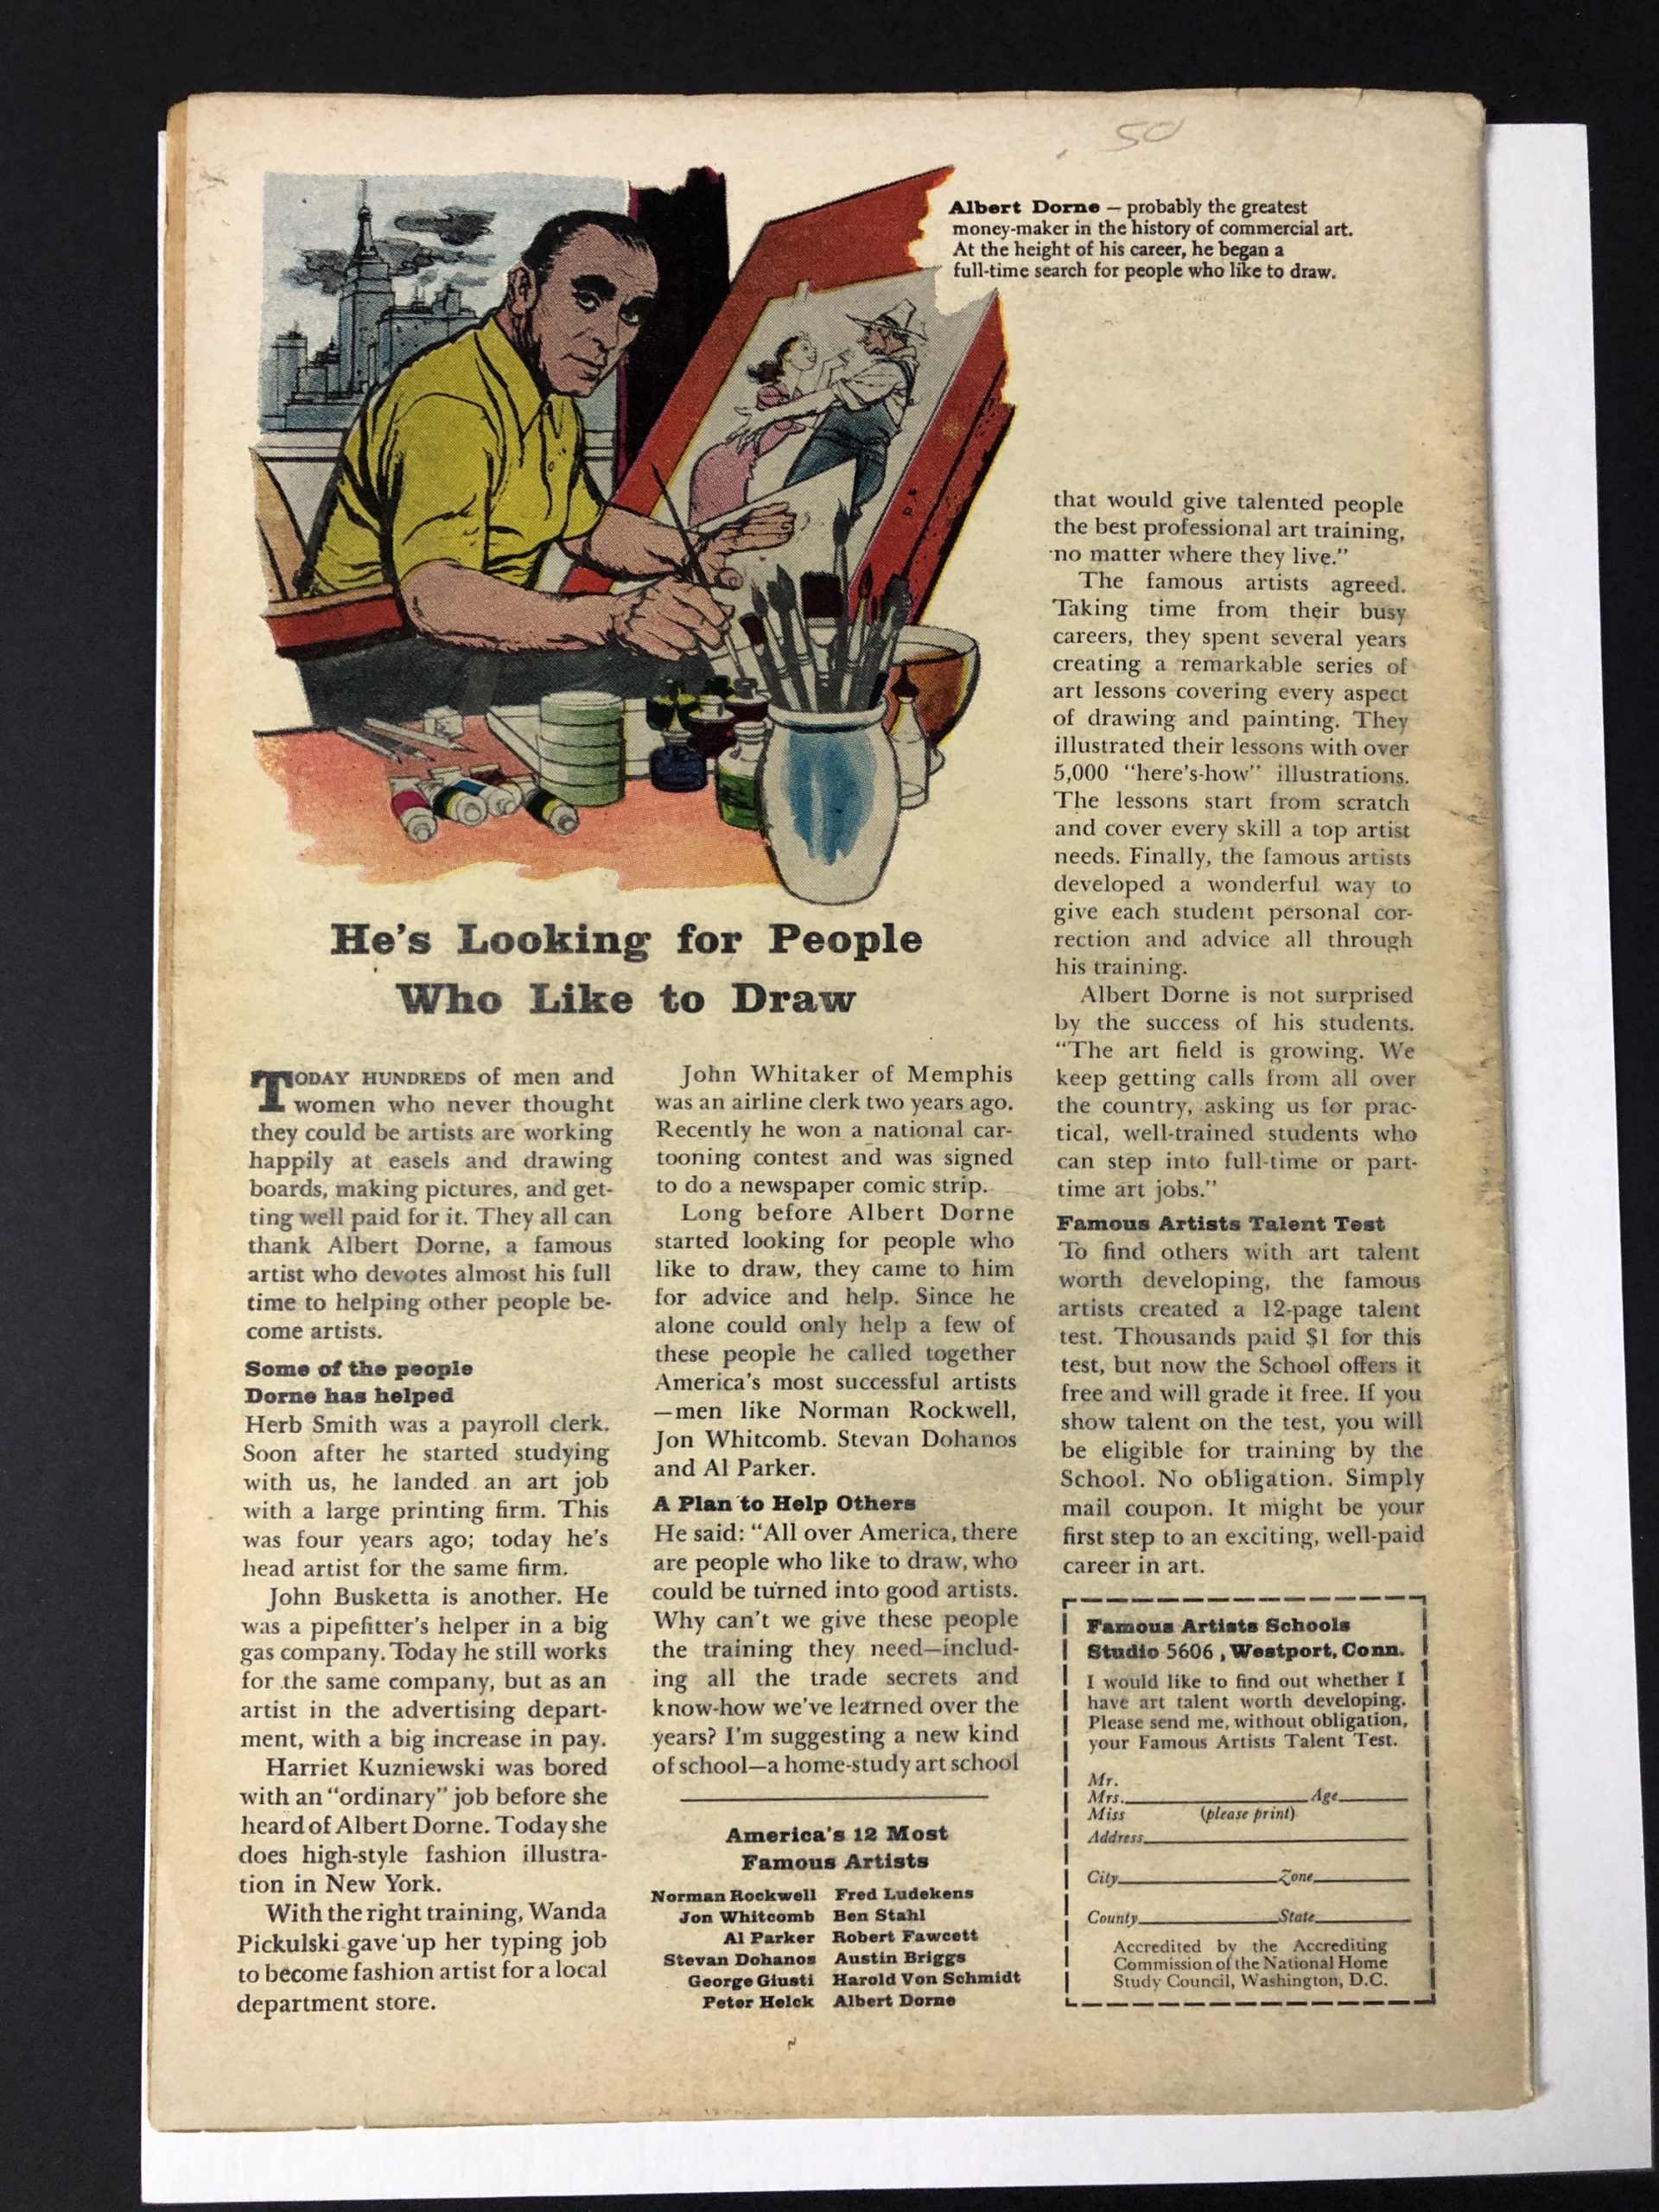 50
Albert Dorne — probably the greatest
money-maker in the history of commercial art.
At the height of his career, he began a
full-time search for people who like to draw.
He's Looking for People
Who Like to Draw
TODAY HUNDREDS of men and
women who never thought
they could be artists are working
happily at easels and drawing
boards, making pictures, and get-
ting well paid for it. They all can
thank Albert Dorne, a famous
artist who devotes almost his full
time to helping other people be-
come artists.
Some of the people
Dorne has helped
Herb Smith was a payroll clerk.
Soon after he started studying
with us, he landed an art job
with a large printing firm. This
was four years ago; today he's
head artist for the same firm.
John Busketta is another. He
was a pipefitter's helper in a big
gas company. Today he still works
for the same company, but as an
artist in the advertising depart-
ment, with a big increase in pay.
Harriet Kuzniewski was bored
with an "ordinary" job before she
heard of Albert Dorne. Today she
does high-style fashion illustra-
tion in New York.
With the right training, Wanda
Pickulski gave up her typing job
to become fashion artist for a local
department store.
John Whitaker of Memphis
was an airline clerk two years ago.
Recently he won a national car-
tooning contest and was signed
to do a newspaper comic strip.
Long before Albert Dorne
started looking for people who
like to draw, they came to him
for advice and help. Since he
alone could only help a few of
these people he called together
America's most successful artists
—men like Norman Rockwell,
Jon Whitcomb. Stevan Dohanos
and Al Parker.
A Plan to Help Others
He said: "All over America, there
are people who like to draw, who
could be turned into good artists.
Why can't we give these people
the training they need—includ-
ing all the trade secrets and
know-how we've learned over the
years? I'm suggesting a new kind
of school—a home-study art school
America's 12 Most
Famous Artists
Norman Rockwell Fred Ludekens
Jon Whitcomb Ben Stahl
Al Parker Robert Fawcett
Stevan Dohanos Austin Briggs
George Giusti Harold Von Schmidt
Peter Helck Albert Dorne
that would give talented people
the best professional art training,
no matter where they live."
The famous artists agreed.
Taking time from their busy
careers, they spent several years
creating a remarkable series of
art lessons covering every aspect
of drawing and painting. They
illustrated their lessons with over
5,000 "here's-how" illustrations.
The lessons start from scratch
and cover every skill a top artist
needs. Finally, the famous artists
developed a wonderful way to
give each student personal cor-
rection and advice all through
his training.
Albert Dorne is not surprised
by the success of his students.
"The art field is growing. We
keep getting calls from all over
the country, asking us for prac-
tical, well-trained students who
can step into full-time or part-
time art jobs."
Famous Artists Talent Test
To find others with art talent
worth developing, the famous
artists created a 12-page talent
test. Thousands paid $1 for this
test, but now the School offers it
free and will grade it free. If you
show talent on the test, you will
be eligible for training by the
School. No obligation. Simply
mail coupon. It might be your
first step to an exciting, well-paid
career in art.
Famous Artists Schools
Studio 5606, Westport, Conn.
I would like to find out whether I
have art talent worth developing.
Please send me, without obligation,
your Famous Artists Talent Test.
Mr.
Mrs. Age
Miss (please print)
Address
City Zone
County State
Accredited by the Accrediting
Commission of the National Home
Study Council, Washington, D.C.